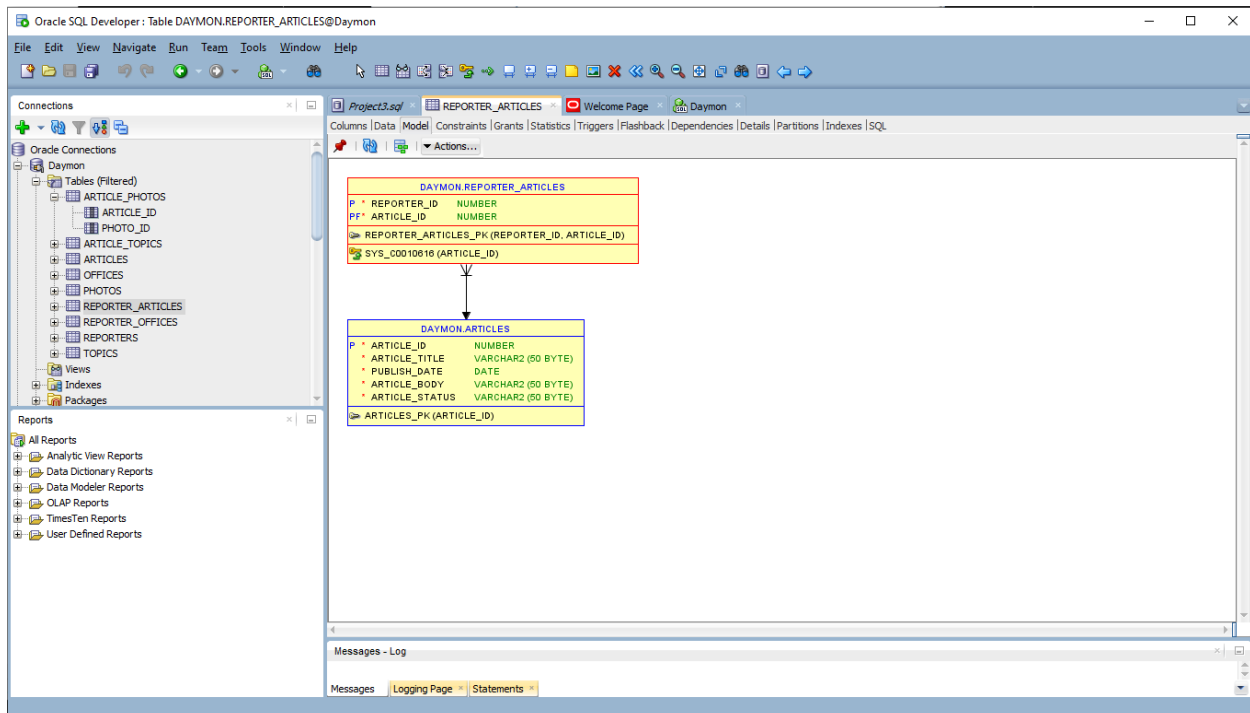 Oracle SQL Developer : Table DAYMON.REPORTER_ARTICLES@Daymon
File Edit View Navigate Run Team Tools Window Help
Connections
Project3.sql
REPORTER_ARTICLES
Welcome Page
Daymon
Columns |Data |Model |Constraints |Grants |Statistics |Triggers |Flashback |Dependencies |Details |Partitions |Indexes |SQL
Actions...
Oracle Connections
Daymon
Tables (Filtered)
ARTICLE_PHOTOS
ARTICLE_ID
PHOTO_ID
ARTICLE_TOPICS
ARTICLES
OFFICES
PHOTOS
REPORTER_ARTICLES
REPORTER_OFFICES
REPORTERS
TOPICS
Views
Indexes
Packages
Reports
All Reports
Analytic View Reports
Data Dictionary Reports
Data Modeler Reports
OLAP Reports
TimesTen Reports
User Defined Reports
DAYMON.REPORTER_ARTICLES
P * REPORTER_ID NUMBER
PF* ARTICLE_ID NUMBER
REPORTER_ARTICLES_PK (REPORTER_ID, ARTICLE_ID)
SYS_C0010616 (ARTICLE_ID)
DAYMON.ARTICLES
P * ARTICLE_ID NUMBER
* ARTICLE_TITLE VARCHAR2 (50 BYTE)
* PUBLISH_DATE DATE
* ARTICLE_BODY VARCHAR2 (50 BYTE)
* ARTICLE_STATUS VARCHAR2 (50 BYTE)
ARTICLES_PK (ARTICLE_ID)
Messages - Log
Messages
Logging Page
Statements